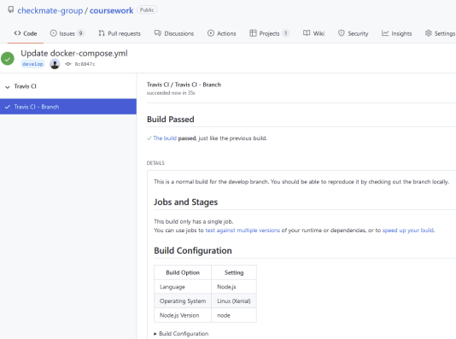 checkmate-group / coursework Public
Code Issues 9 Pull requests Discussions Actions Projects 1 Wiki Security Insights Settings
Update docker-compose.yml
develop
Travis CI
Travis CI - Branch
Travis CI / Travis CI - Branch
succeeded now in 35s
Build Passed
The build passed, just like the previous build.
DETAILS
This is a normal build for the develop branch. You should be able to reproduce it by checking out the branch locally.
Jobs and Stages
This build only has a single job.
You can use jobs to test against multiple versions of your runtime or dependencies, or to speed up your build.
Build Configuration
Build Option Setting
Language Node.js
Operating System Linux (Xenial)
Node.js Version node
Build Configuration